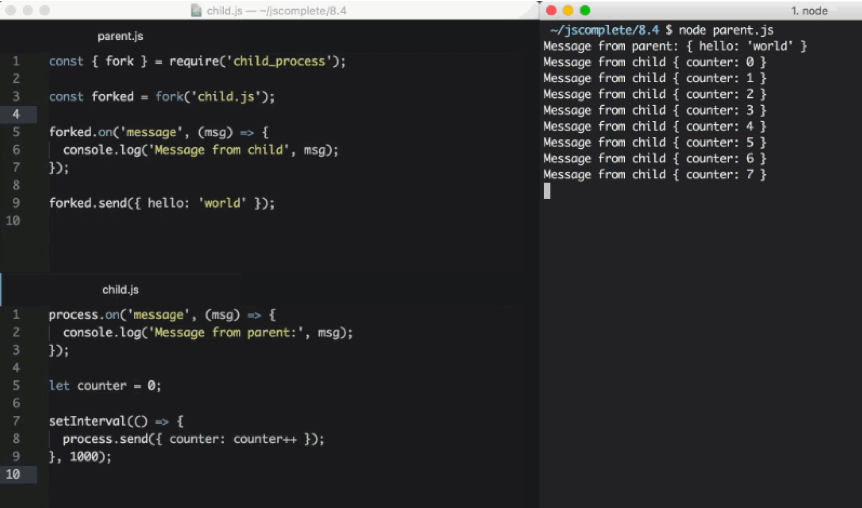 child.js — ~/jscomplete/8.4
parent.js
1 const { fork } = require('child_process');
2
3 const forked = fork('child.js');
4
5 forked.on('message', (msg) => {
6 console.log('Message from child', msg);
7 });
8
9 forked.send({ hello: 'world' });
10
child.js
1 process.on('message', (msg) => {
2 console.log('Message from parent:', msg);
3 });
4
5 let counter = 0;
6
7 setInterval(() => {
8 process.send({ counter: counter++ });
9 }, 1000);
10
1. node
~/jscomplete/8.4 $ node parent.js
Message from parent: { hello: 'world' }
Message from child { counter: 0 }
Message from child { counter: 1 }
Message from child { counter: 2 }
Message from child { counter: 3 }
Message from child { counter: 4 }
Message from child { counter: 5 }
Message from child { counter: 6 }
Message from child { counter: 7 }